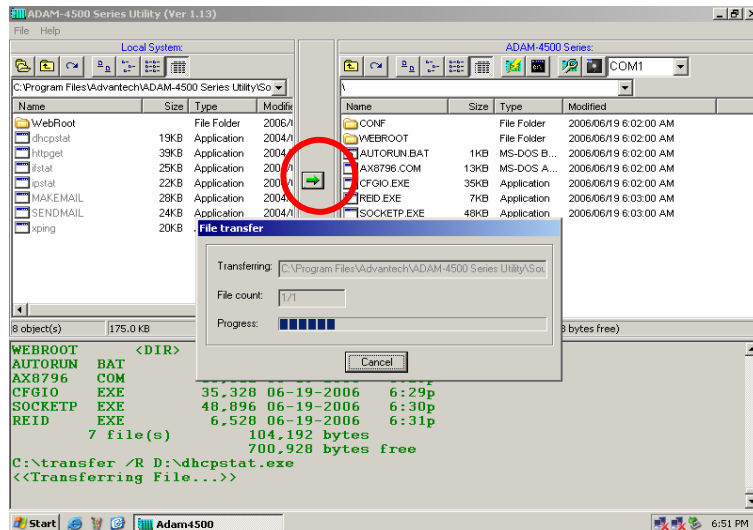 ADAM-4500 Series Utility (Ver 1.13)
File Help
Local System:
ADAM-4500 Series:
COM1
C:\Program Files\Advantech\ADAM-4500 Series Utility\So
\
Name Size Type Modifie
WebRoot File Folder 2006/
dhcpstat 19KB Application 2004/
httpget 39KB Application 2004/
ifstat 25KB Application 200
ipstat 22KB Application 200
MAKEMAIL 28KB Application 2004
SENDMAIL 24KB Application 2004/
xping 20KB
Name Size Type Modified
CONF File Folder 2006/06/19 6:02:00 AM
WEBROOT File Folder 2006/06/19 6:02:00 AM
AUTORUN.BAT 1KB MS-DOS B... 2006/06/19 6:02:00 AM
AX8796.COM 13KB MS-DOS A... 2006/06/19 6:02:00 AM
CFGIO.EXE 35KB Application 2006/06/19 6:02:00 AM
REID.EXE 7KB Application 2006/06/19 6:03:00 AM
SOCKETP.EXE 48KB Application 2006/06/19 6:03:00 AM
File transfer
Transferring: C:\Program Files\Advantech\ADAM-4500 Series Utility\Sou
File count: 1/1
Progress:
Cancel
8 object(s) 175.0 KB
bytes free)
WEBROOT <DIR>
AUTORUN BAT
AX8796 COM
CFGIO EXE 35,328 06-19-2006 6:29p
SOCKETP EXE 48,896 06-19-2006 6:30p
REID EXE 6,528 06-19-2006 6:31p
7 file(s) 104,192 bytes
700,928 bytes free
C:\transfer /R D:\dhcpstat.exe
<<Transferring File...>>
Start Adam4500 6:51 PM